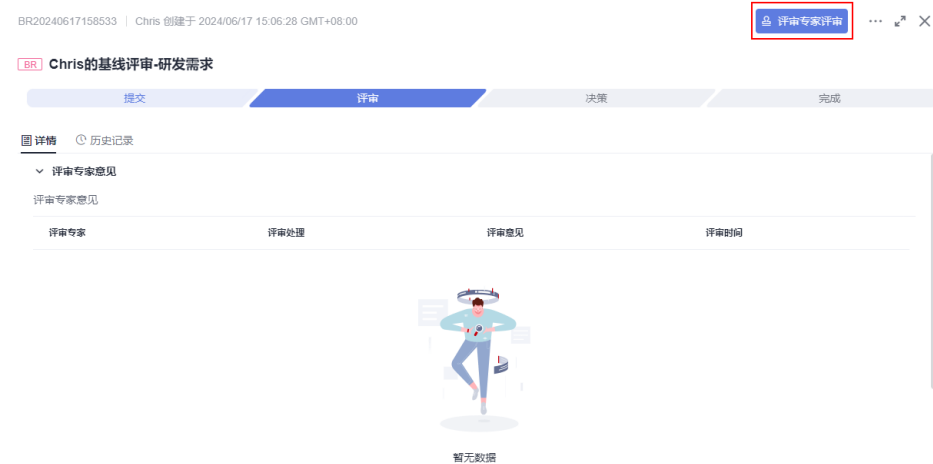 BR20240617158533 | Chris 创建于 2024/06/17 15:06:28 GMT+08:00 评审专家评审
BR Chris的基线评审-研发需求
提交 评审 决策 完成
详情 历史记录
评审专家意见
评审专家意见
评审专家 评审处理 评审意见 评审时间
暂无数据